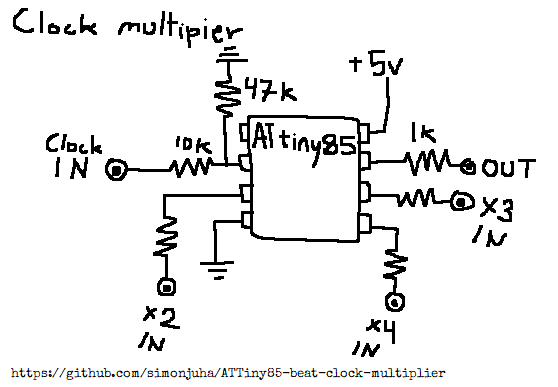 Clock multipier
+5v
47k
1k
Clock
IN
10k
ATtiny85
OUT
X3
IN
X2
IN
X4
IN
https://github.com/simonjuha/ATTiny85-beat-clock-multiplier